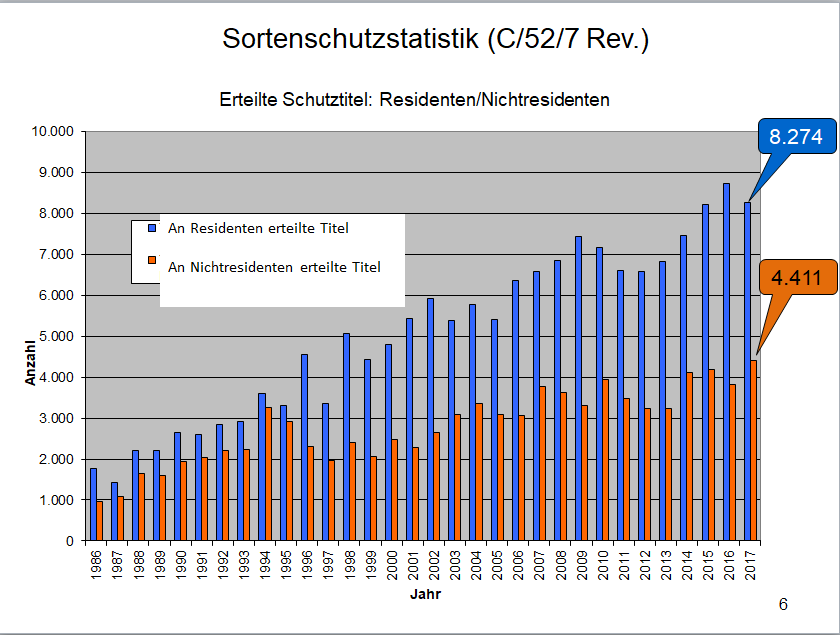 Sortenschutzstatistik (C/52/7 Rev.)
Erteilte Schutztitel: Residenten/Nichtresidenten
10.000
9.000
8.000
7.000
6.000
5.000
4.000
3.000
2.000
1.000
0
Anzahl
An Residenten erteilte Titel
An Nichtresidenten erteilte Titel
8.274
4.411
1986 1987 1988 1989 1990 1991 1992 1993 1994 1995 1996 1997 1998 1999 2000 2001 2002 2003 2004 2005 2006 2007 2008 2009 2010 2011 2012 2013 2014 2015 2016 2017
Jahr
6